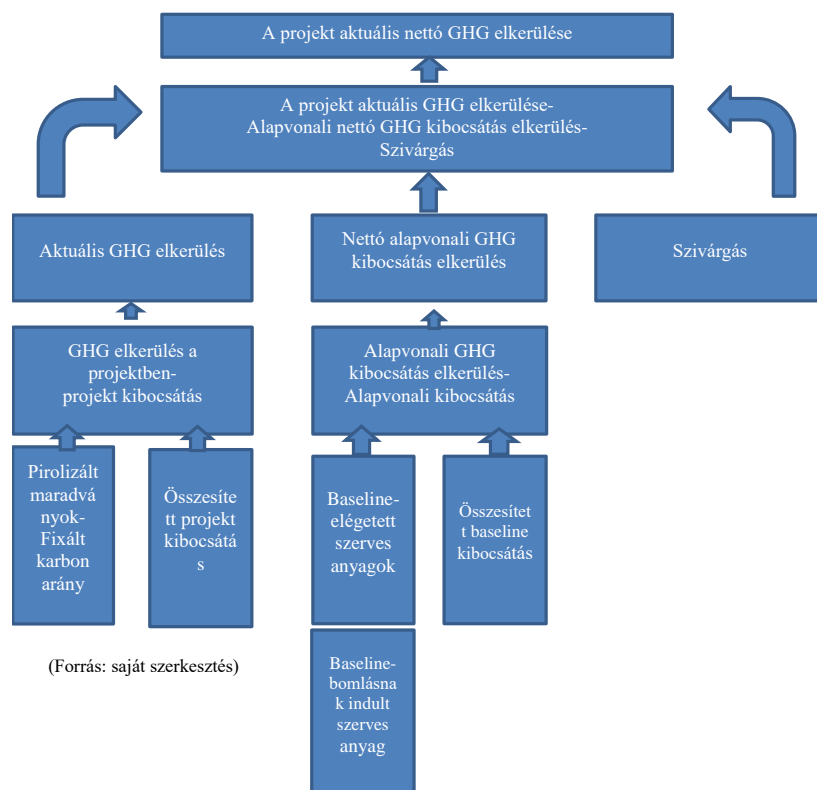 A projekt aktuális nettó GHG elkerülése
A projekt aktuális GHG elkerülése-
Alapvonali nettó GHG kibocsátás elkerülés-
Szivárgás
Aktuális GHG elkerülés
Nettó alapvonali GHG
kibocsátás elkerülés
Szivárgás
GHG elkerülés a
projektben-
projekt kibocsátás
Alapvonali GHG
kibocsátás elkerülés-
Alapvonali kibocsátás
Pirolizált
maradvá
nyok-
Fixált
karbon
arány
Összesíte
tt projekt
kibocsátá
s
Baseline-
elégetett
szerves
anyagok
Összesítet
t baseline
kibocsátás
(Forrás: saját szerkesztés)
Baseline-
bomlásna
k indult
szerves
anyag